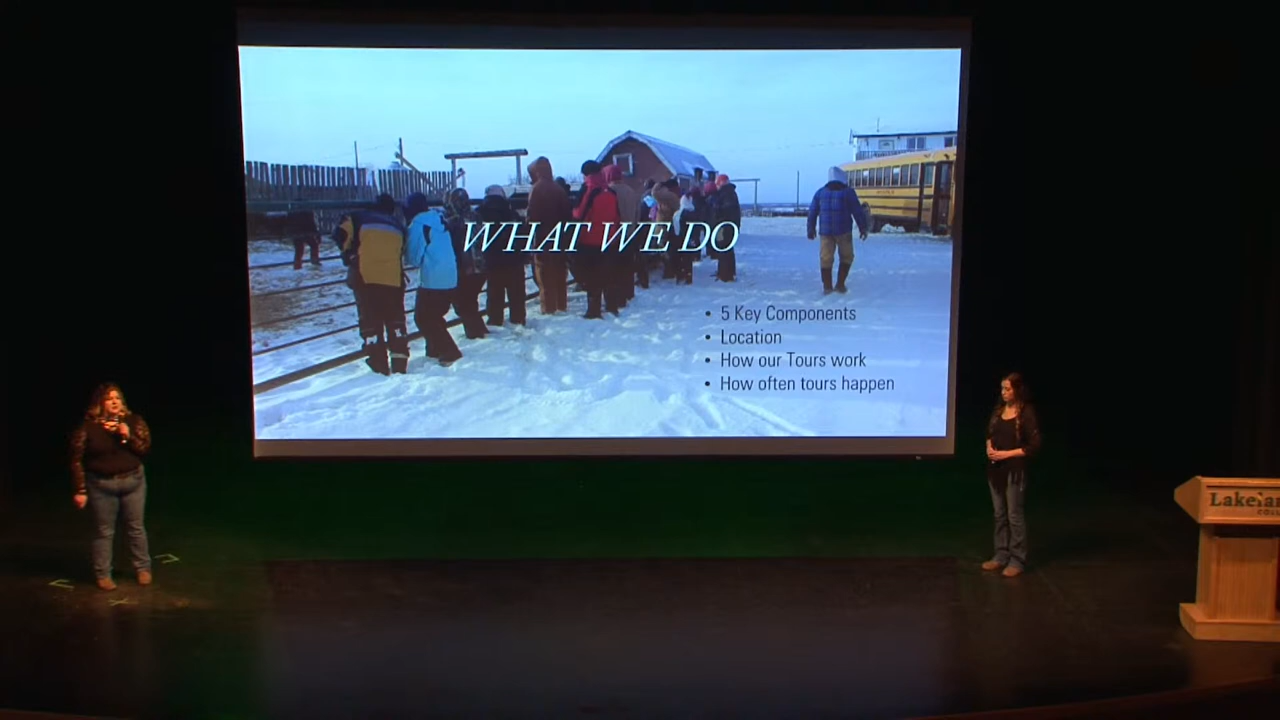 WHAT WE DO
• 5 Key Components
• Location
• How our Tours work
• How often tours happen